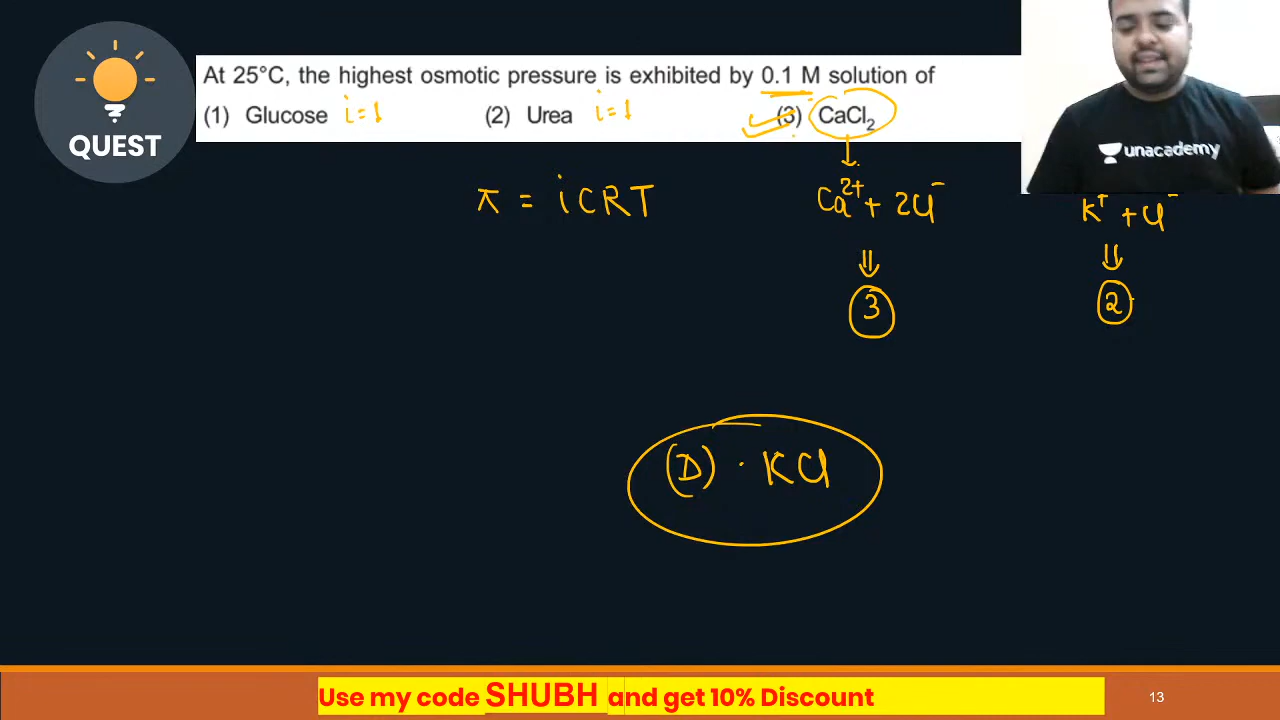 QUEST
At 25°C, the highest osmotic pressure is exhibited by 0.1 M solution of
(1) Glucose i=1 (2) Urea i=1 (3) CaCl₂
unacademy
π = iCRT
Ca²⁺ + 2Cl⁻
K⁺ + Cl⁻
⇓ ⇓
3 2
(D) · KCl
Use my code SHUBH and get 10% Discount
13